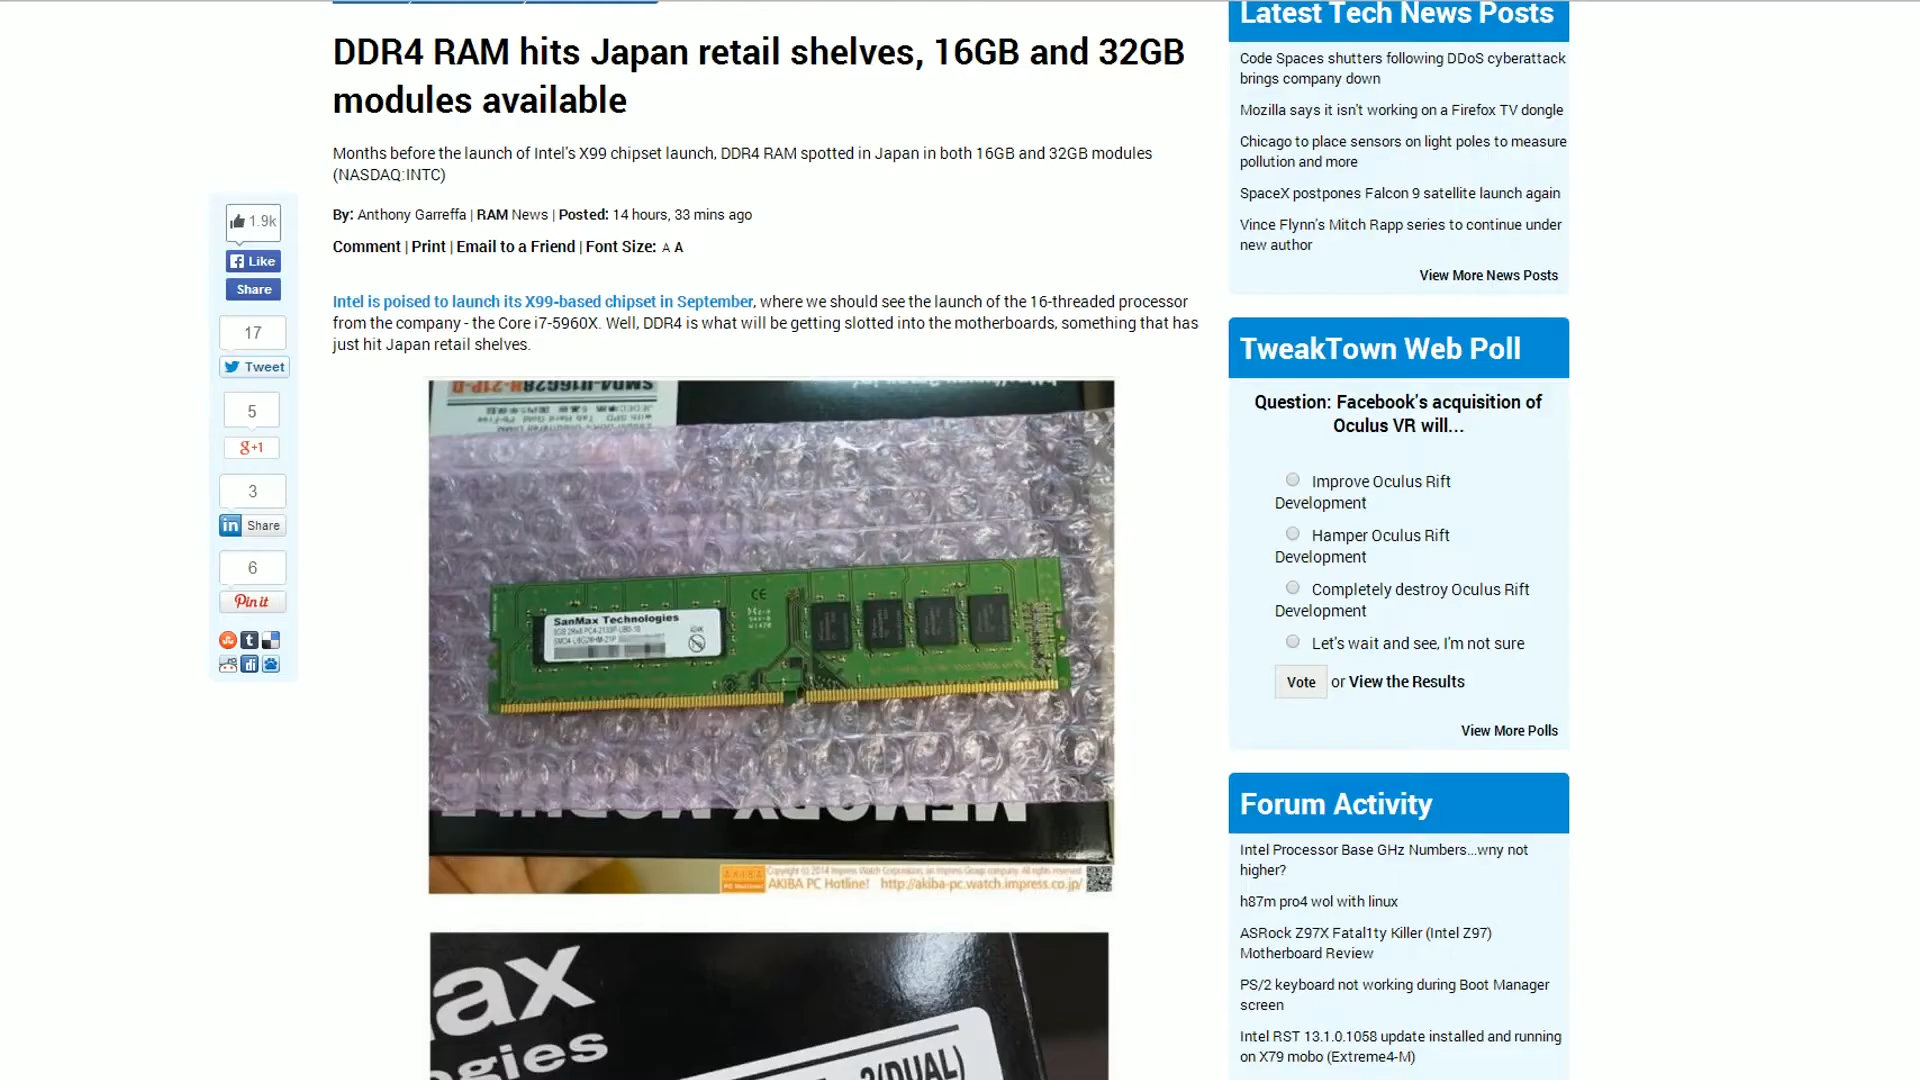 DDR4 RAM hits Japan retail shelves, 16GB and 32GB
modules available
Months before the launch of Intel's X99 chipset launch, DDR4 RAM spotted in Japan in both 16GB and 32GB modules
(NASDAQ:INTC)
By: Anthony Garreffa | RAM News | Posted: 14 hours, 33 mins ago
Comment | Print | Email to a Friend | Font Size: A A
1.9k
Like
Share
17
Tweet
5
g+1
3
in Share
6
Pin it
Intel is poised to launch its X99-based chipset in September, where we should see the launch of the 16-threaded processor
from the company - the Core i7-5960X. Well, DDR4 is what will be getting slotted into the motherboards, something that has
just hit Japan retail shelves.
SanMax Technologies
CE
MEMORY MODULE
AKIBA PC Hotline! http://akiba-pc.watch.impress.co.jp/
ax
ogies
2(DUAL)
Latest Tech News Posts
Code Spaces shutters following DDoS cyberattack
brings company down
Mozilla says it isn't working on a Firefox TV dongle
Chicago to place sensors on light poles to measure
pollution and more
SpaceX postpones Falcon 9 satellite launch again
Vince Flynn's Mitch Rapp series to continue under
new author
View More News Posts
TweakTown Web Poll
Question: Facebook's acquisition of
Oculus VR will...
Improve Oculus Rift
Development
Hamper Oculus Rift
Development
Completely destroy Oculus Rift
Development
Let's wait and see, I'm not sure
Vote or View the Results
View More Polls
Forum Activity
Intel Processor Base GHz Numbers...wny not
higher?
h87m pro4 wol with linux
ASRock Z97X Fatal1ty Killer (Intel Z97)
Motherboard Review
PS/2 keyboard not working during Boot Manager
screen
Intel RST 13.1.0.1058 update installed and running
on X79 mobo (Extreme4-M)